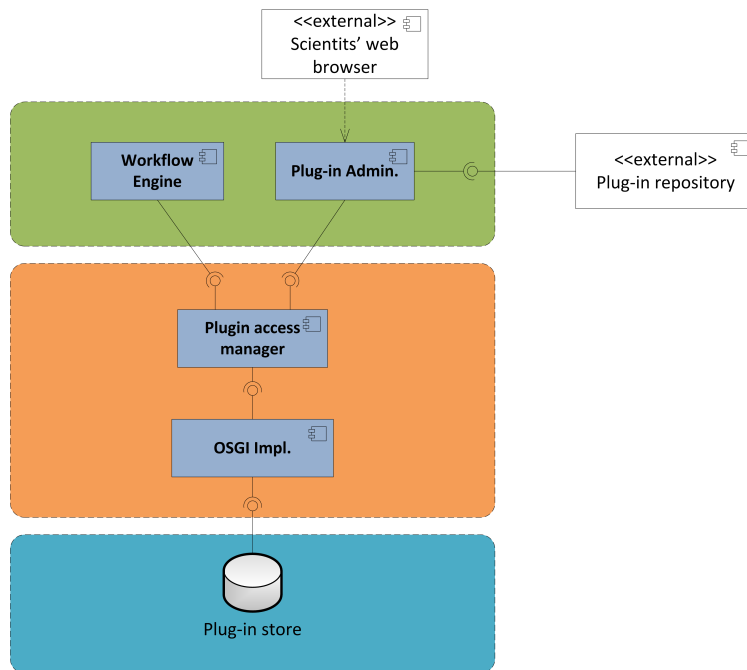 <<external>>
Scientits’ web
browser
Workflow
Engine
Plug-in Admin.
<<external>>
Plug-in repository
Plugin access
manager
OSGI Impl.
Plug-in store